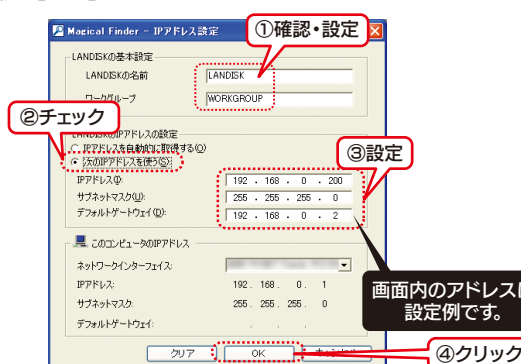 Magical Finder - IPアドレス設定
①確認・設定
LANDISKの基本設定
LANDISKの名前
LANDISK
ワークグループ
WORKGROUP
②チェック
LANDISKのIPアドレスの設定
IPアドレスを自動的に取得する(O)
次のIPアドレスを使う(S)
③設定
IPアドレス(I):
192 . 168 . 0 . 200
サブネットマスク(U):
255 . 255 . 255 . 0
デフォルトゲートウェイ(D):
192 . 168 . 0 . 2
このコンピュータのIPアドレス
ネットワークインターフェイス:
IPアドレス:
192 . 168 . 0 . 1
サブネットマスク:
255 . 255 . 255 . 0
デフォルトゲートウェイ:
. . .
画面内のアドレスは
設定例です。
クリア
OK
④クリック